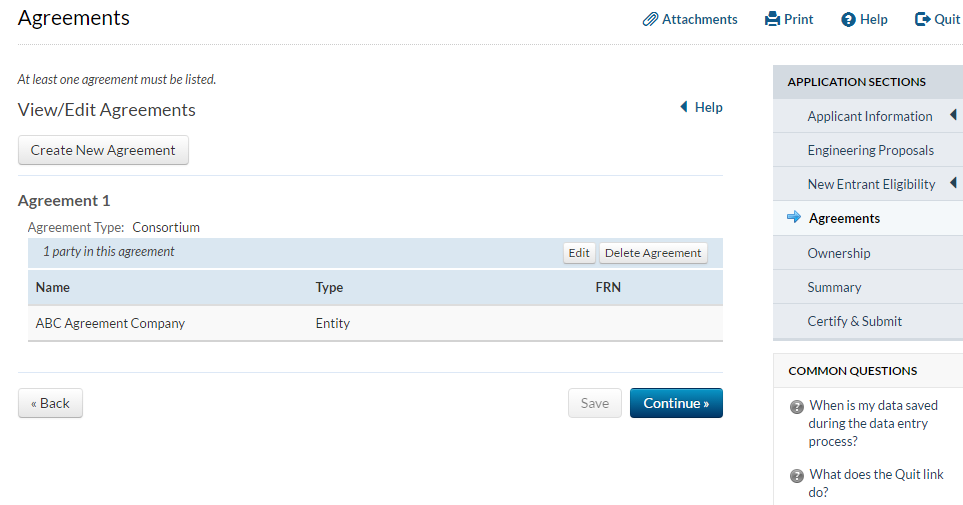 Agreements
Attachments
Print
Help
Quit
At least one agreement must be listed.
View/Edit Agreements
Help
Create New Agreement
Agreement 1
Agreement Type: Consortium
1 party in this agreement
Edit
Delete Agreement
Name Type FRN
ABC Agreement Company Entity
« Back
Save
Continue »
APPLICATION SECTIONS
Applicant Information
Engineering Proposals
New Entrant Eligibility
Agreements
Ownership
Summary
Certify & Submit
COMMON QUESTIONS
? When is my data saved
during the data entry
process?
? What does the Quit link
do?